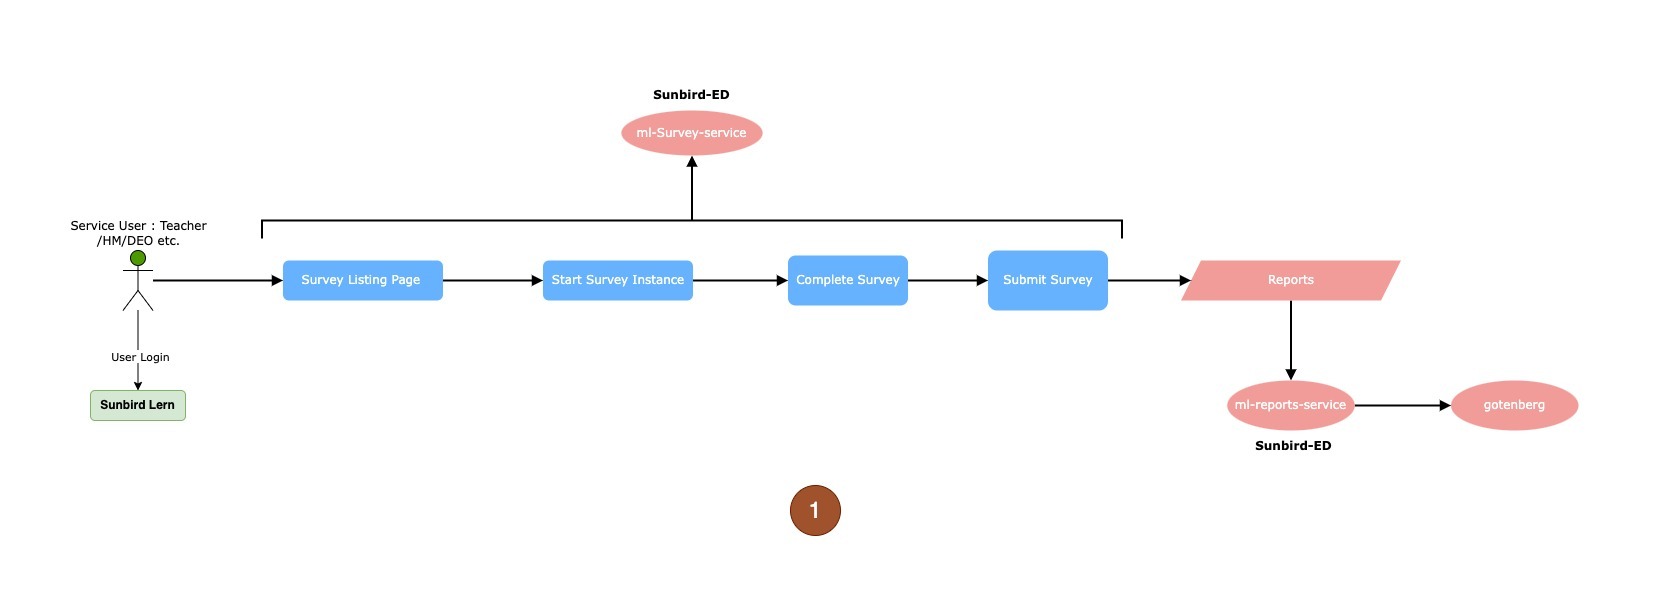 Sunbird-ED
ml-Survey-service
Service User : Teacher
/HM/DEO etc.
Survey Listing Page
Start Survey Instance
Complete Survey
Submit Survey
Reports
User Login
Sunbird Lern
ml-reports-service
gotenberg
Sunbird-ED
1